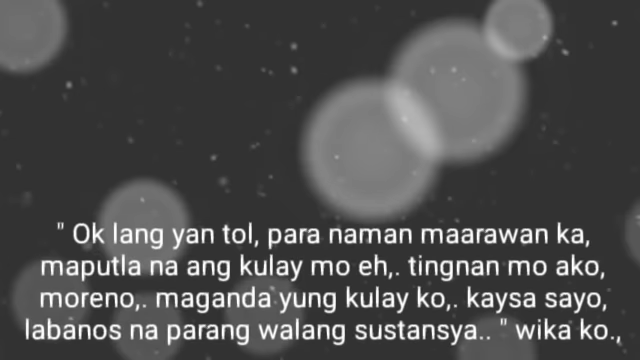 " Ok lang yan tol, para naman maarawan ka,
maputla na ang kulay mo eh,. tingnan mo ako,
moreno,. maganda yung kulay ko,. kaysa sayo,
labanos na parang walang sustansya.. " wika ko.,